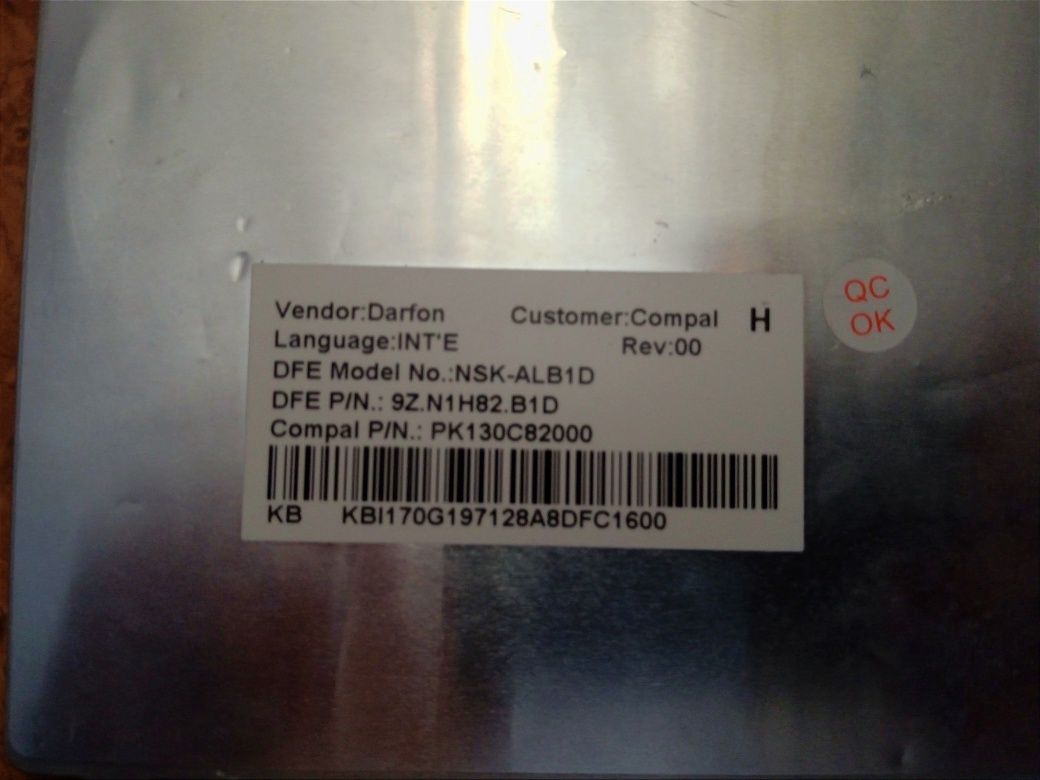 Vendor:Darfon Customer:Compal H
Language:INT'E Rev:00
DFE Model No.:NSK-ALB1D
DFE P/N.: 9Z.N1H82.B1D
Compal P/N.: PK130C82000
KB KBI170G197128A8DFC1600
QC
OK